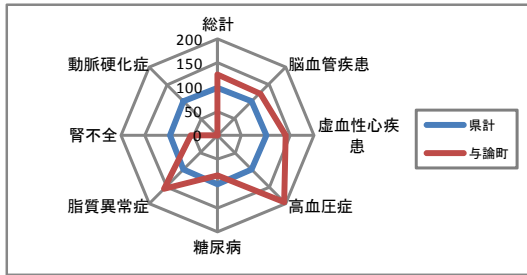 総計
200
150
100
50
0
動脈硬化症
脳血管疾患
腎不全
虚血性心疾
患
脂質異常症
高血圧症
糖尿病
県計
与論町